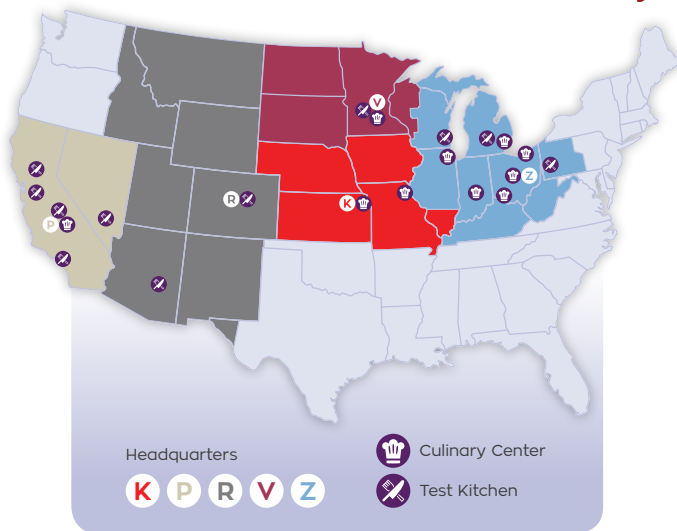 V
R
K
Z
P
Headquarters
K P R V Z
Culinary Center
Test Kitchen